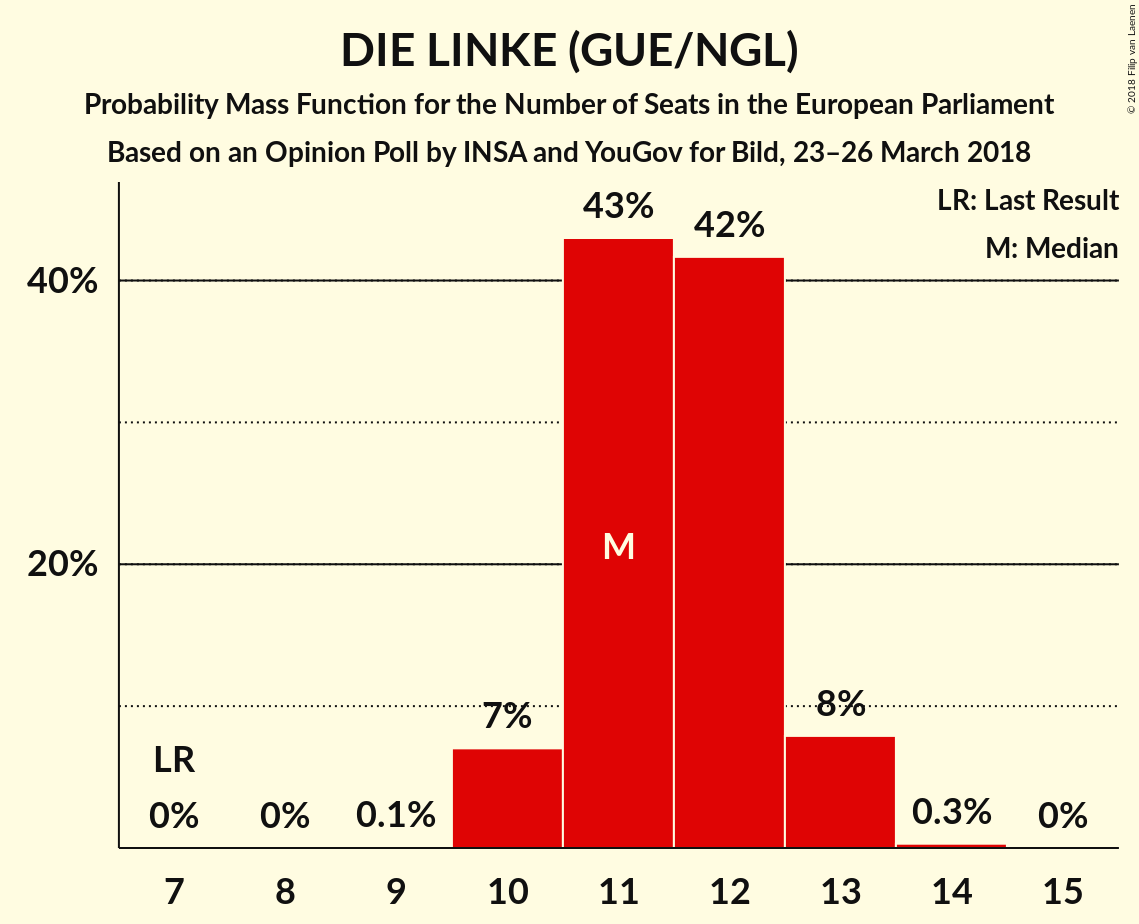 DIE LINKE (GUE/NGL)
Probability Mass Function for the Number of Seats in the European Parliament
Based on an Opinion Poll by INSA and YouGov for Bild, 23–26 March 2018
© 2018 Filip van Laenen
LR: Last Result
M: Median
43%
42%
40%
M
20%
7%
8%
LR
0%
0%
0.1%
0.3%
0%
7
8
9
10
11
12
13
14
15